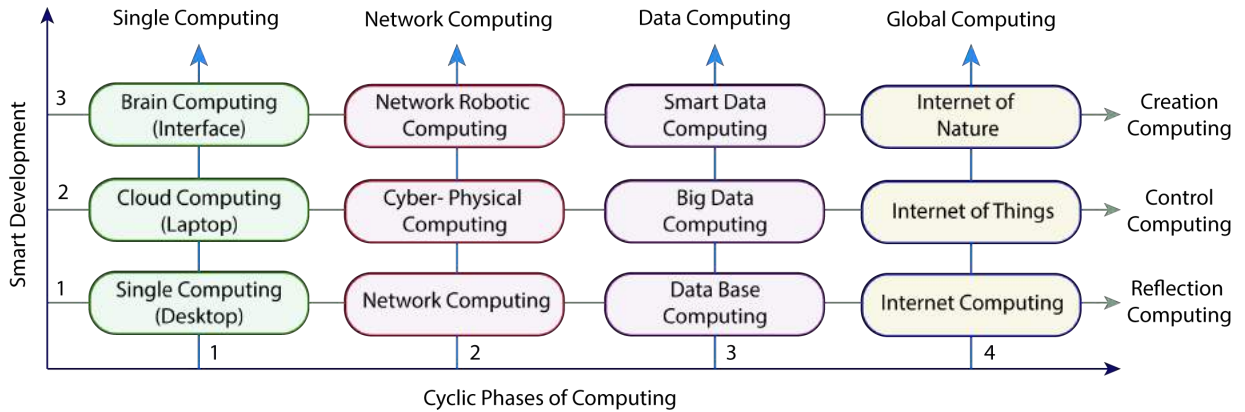 Single Computing
Network Computing
Data Computing
Global Computing
3
Brain Computing
(Interface)
Network Robotic
Computing
Smart Data
Computing
Internet of
Nature
Creation
Computing
Smart Development
2
Cloud Computing
(Laptop)
Cyber- Physical
Computing
Big Data
Computing
Internet of Things
Control
Computing
1
Single Computing
(Desktop)
Network Computing
Data Base
Computing
Internet Computing
Reflection
Computing
1
2
3
4
Cyclic Phases of Computing